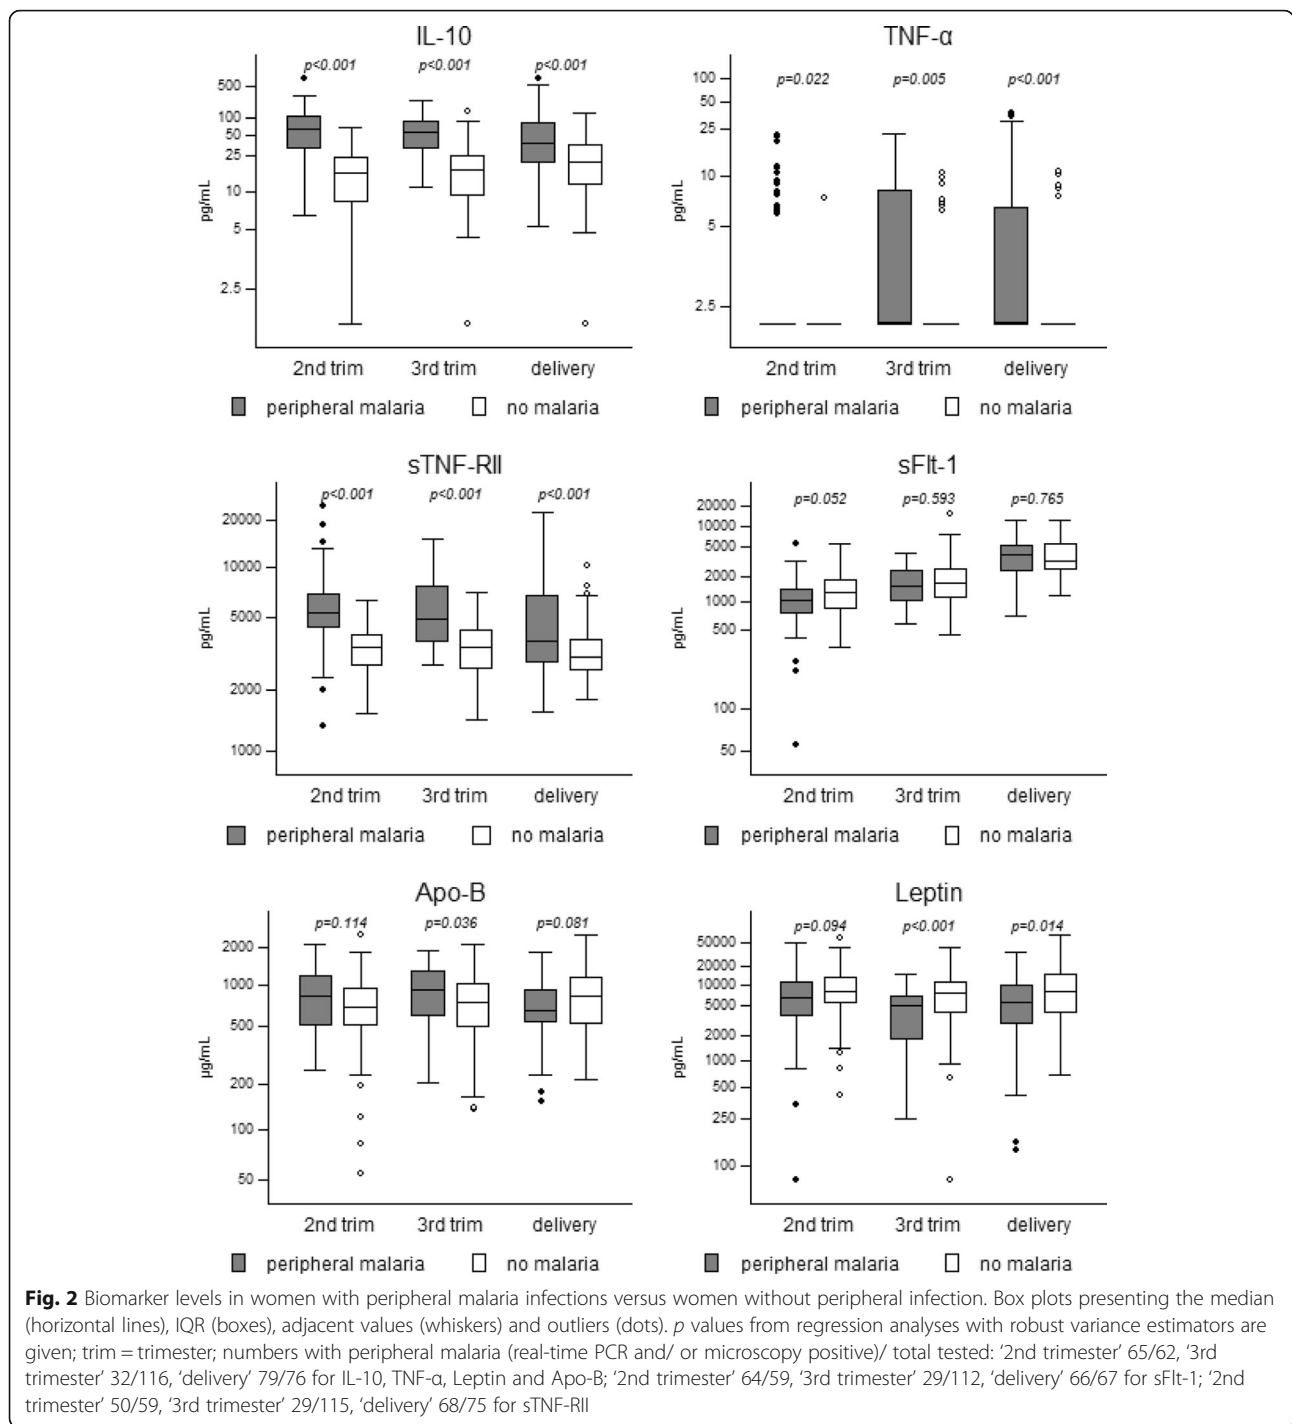 IL-10
p<0.001 p<0.001 p<0.001
500
100
50
25
10
5
2.5
pg/mL
2nd trim 3rd trim delivery
peripheral malaria no malaria
TNF-α
p=0.022 p=0.005 p<0.001
100
50
25
10
5
2.5
pg/mL
2nd trim 3rd trim delivery
peripheral malaria no malaria
sTNF-RII
p<0.001 p<0.001 p<0.001
20000
10000
5000
2000
1000
pg/mL
2nd trim 3rd trim delivery
peripheral malaria no malaria
sFlt-1
p=0.052 p=0.593 p=0.765
20000
10000
5000
2000
1000
500
100
50
pg/mL
2nd trim 3rd trim delivery
peripheral malaria no malaria
Apo-B
p=0.114 p=0.036 p=0.081
2000
1000
500
200
100
50
µg/mL
2nd trim 3rd trim delivery
peripheral malaria no malaria
Leptin
p=0.094 p<0.001 p=0.014
50000
20000
10000
5000
2000
1000
500
250
100
pg/mL
2nd trim 3rd trim delivery
peripheral malaria no malaria
Fig. 2 Biomarker levels in women with peripheral malaria infections versus women without peripheral infection. Box plots presenting the median
(horizontal lines), IQR (boxes), adjacent values (whiskers) and outliers (dots). p values from regression analyses with robust variance estimators are
given; trim = trimester; numbers with peripheral malaria (real-time PCR and/ or microscopy positive)/ total tested: ‘2nd trimester’ 65/62, ‘3rd
trimester’ 32/116, ‘delivery’ 79/76 for IL-10, TNF-α, Leptin and Apo-B; ‘2nd trimester’ 64/59, ‘3rd trimester’ 29/112, ‘delivery’ 66/67 for sFlt-1; ‘2nd
trimester’ 50/59, ‘3rd trimester’ 29/115, ‘delivery’ 68/75 for sTNF-RII